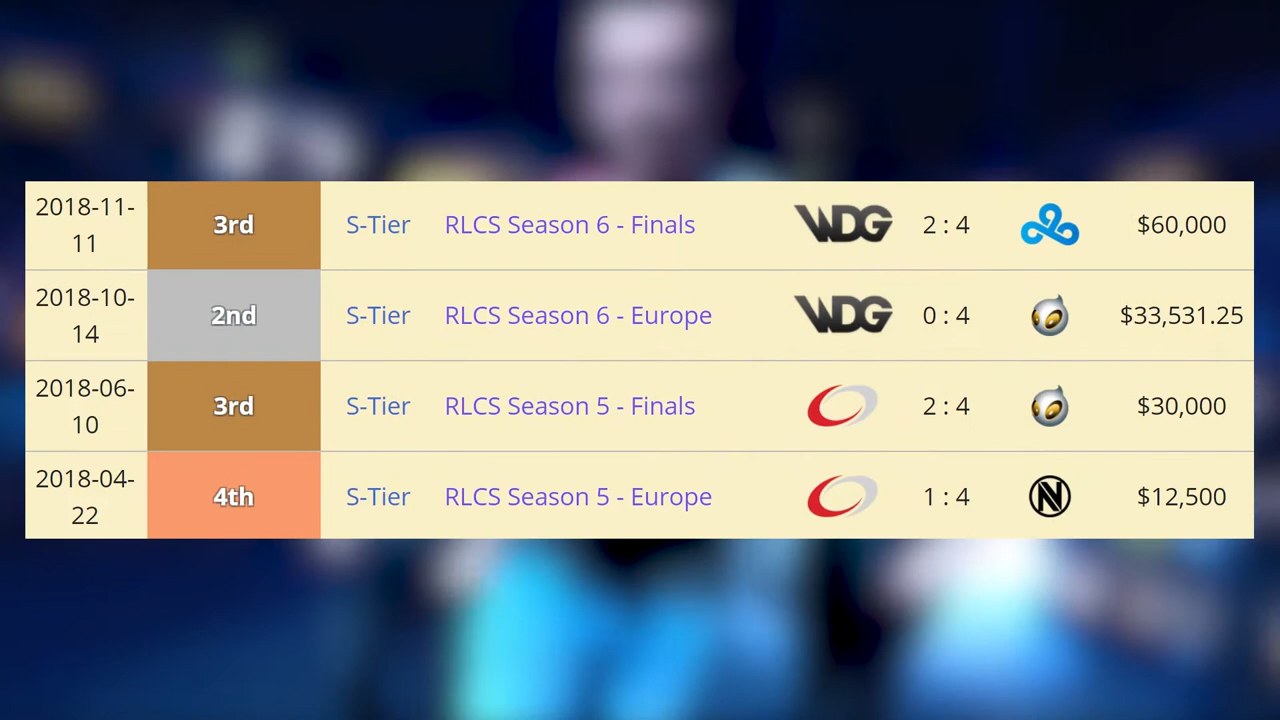 2018-11-
11
3rd
S-Tier
RLCS Season 6 - Finals
WDG
2 : 4
$60,000
2018-10-
14
2nd
S-Tier
RLCS Season 6 - Europe
WDG
0 : 4
$33,531.25
2018-06-
10
3rd
S-Tier
RLCS Season 5 - Finals
2 : 4
$30,000
2018-04-
22
4th
S-Tier
RLCS Season 5 - Europe
1 : 4
N
$12,500